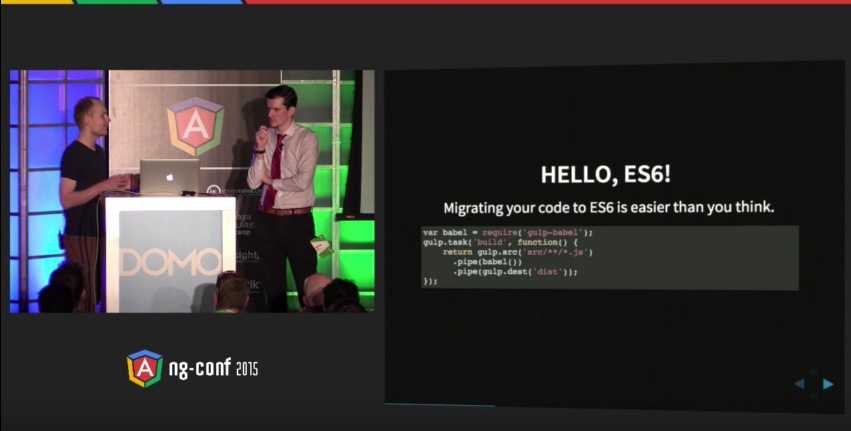 A
DOMO
HELLO, ES6!
Migrating your code to ES6 is easier than you think.
var babel = require('gulp-babel');
gulp.task('build', function() {
return gulp.src('src/**/*.js')
.pipe(babel())
.pipe(gulp.dest('dist'));
});
A ng-conf 2015